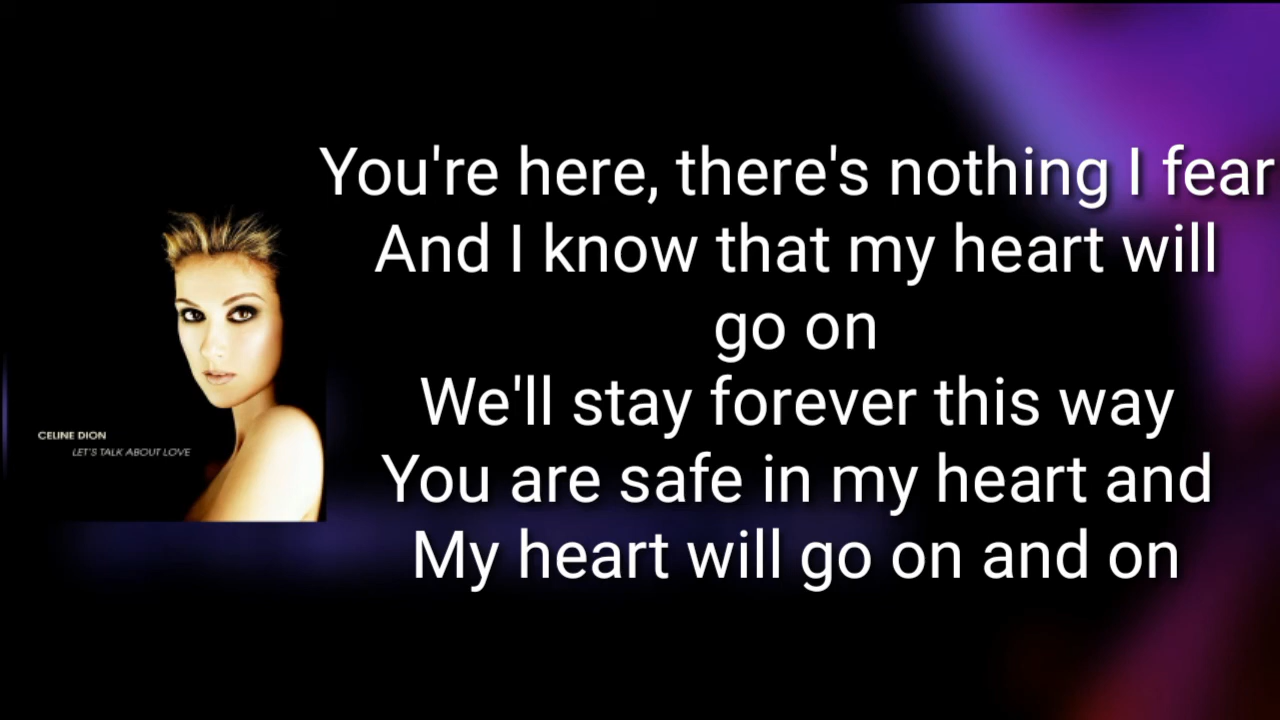 You're here, there's nothing I fear
And I know that my heart will
go on
We'll stay forever this way
You are safe in my heart and
My heart will go on and on
CELINE DION
LET'S TALK ABOUT LOVE